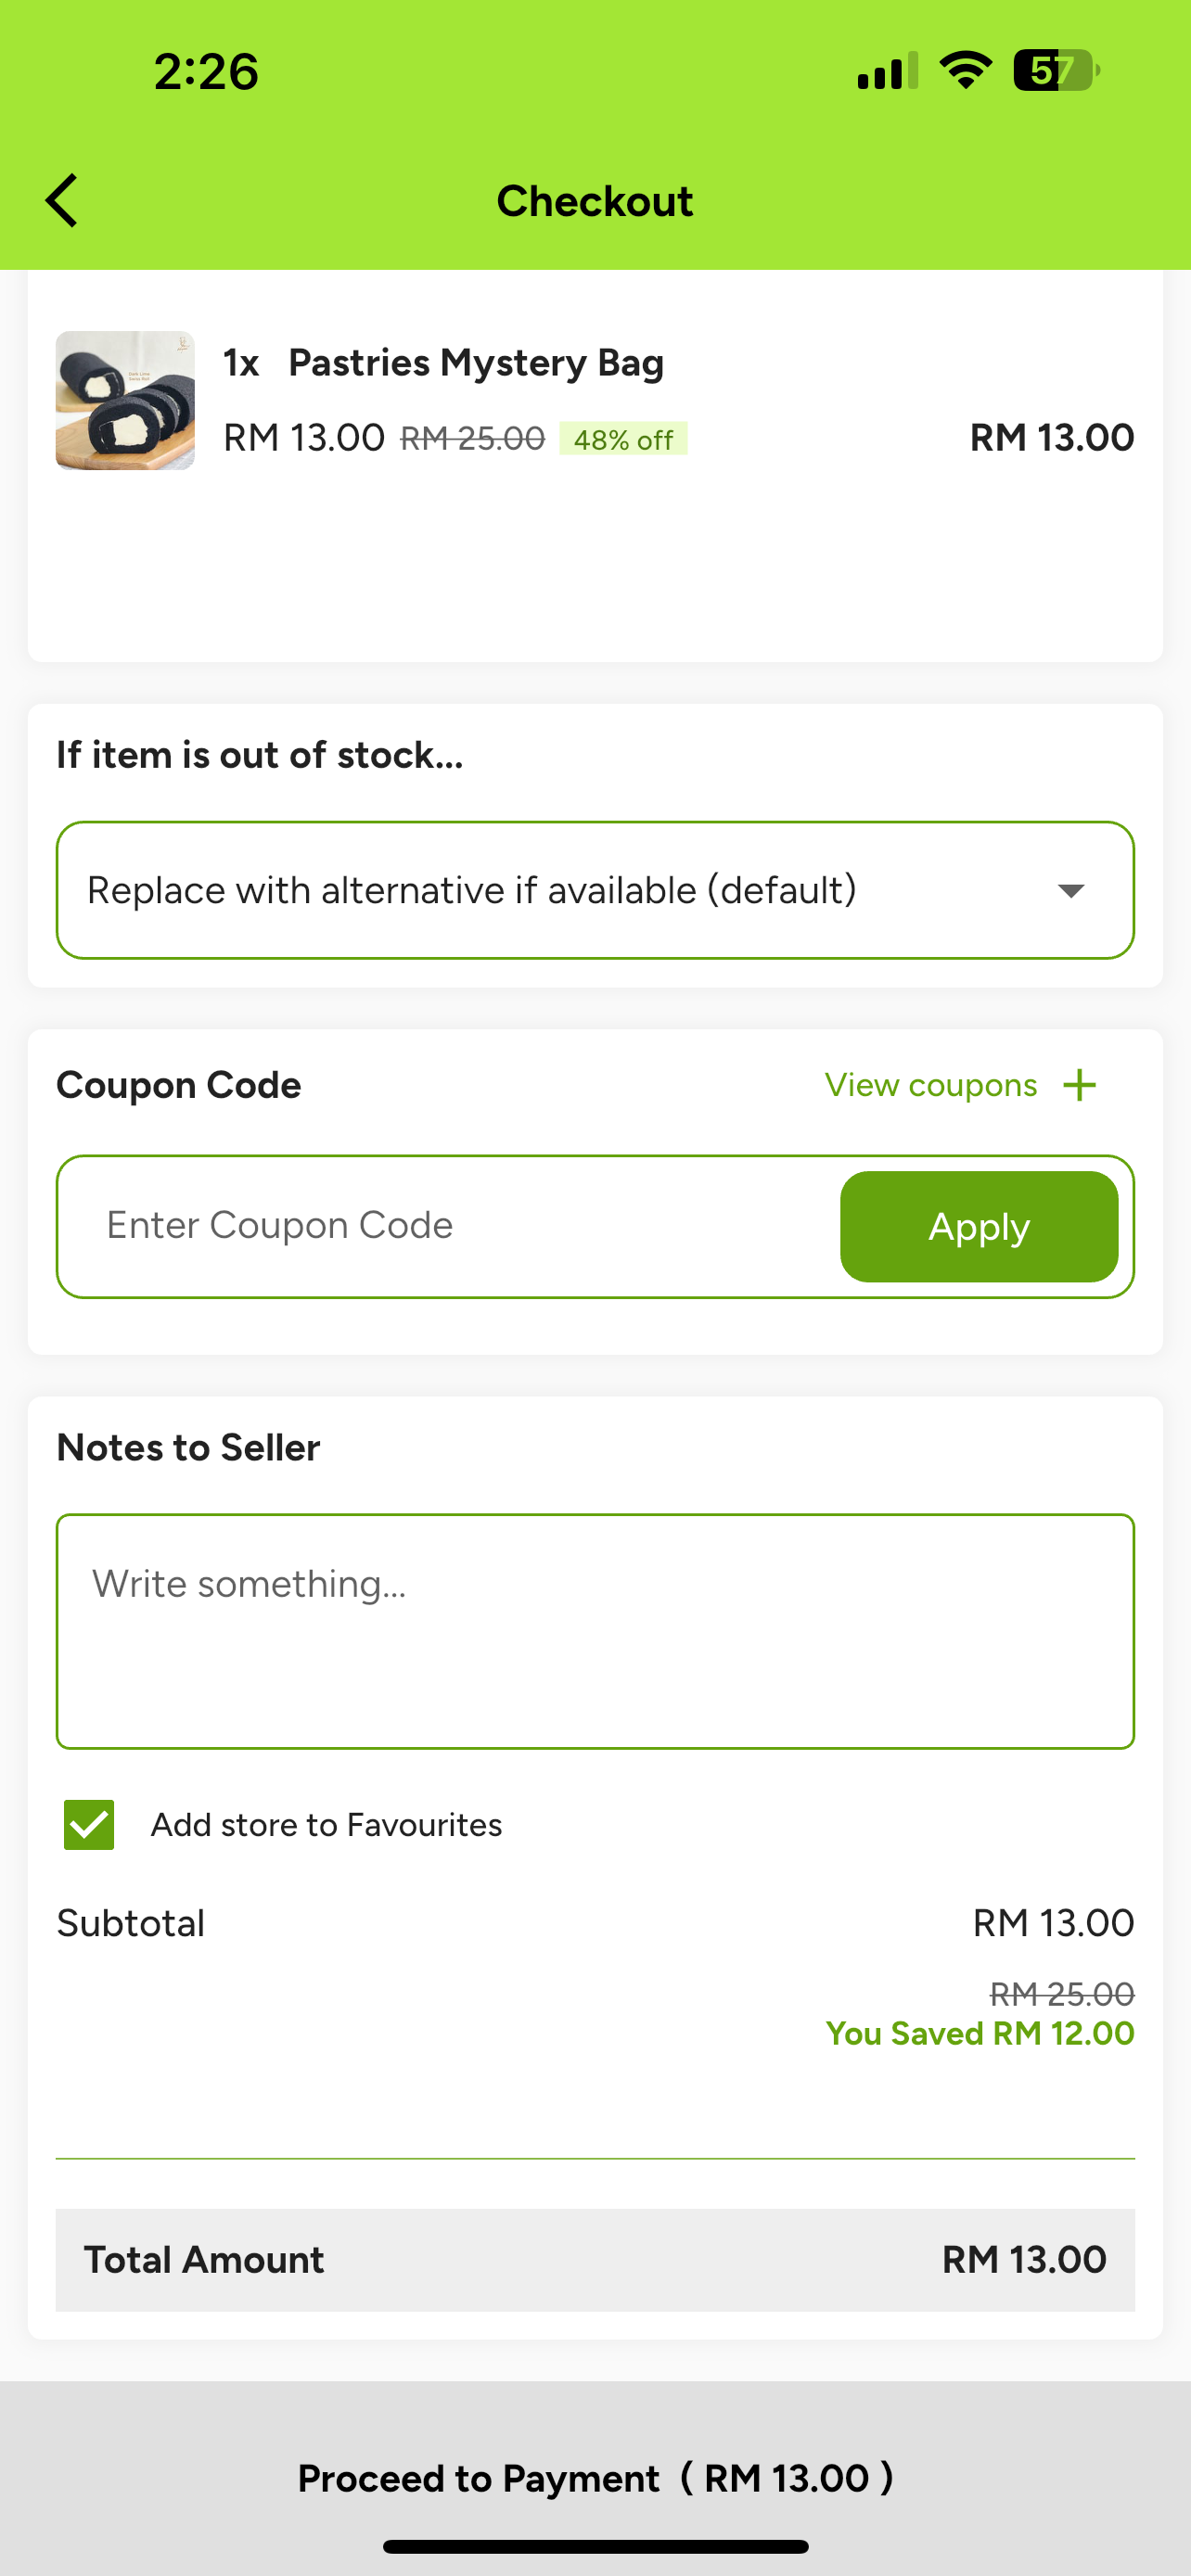 2:26
57
Checkout
1x Pastries Mystery Bag
RM 13.00 RM 25.00 48% off RM 13.00
If item is out of stock...
Replace with alternative if available (default)
Coupon Code View coupons +
Enter Coupon Code Apply
Notes to Seller
Write something...
Add store to Favourites
Subtotal RM 13.00
RM 25.00
You Saved RM 12.00
Total Amount RM 13.00
Proceed to Payment ( RM 13.00 )